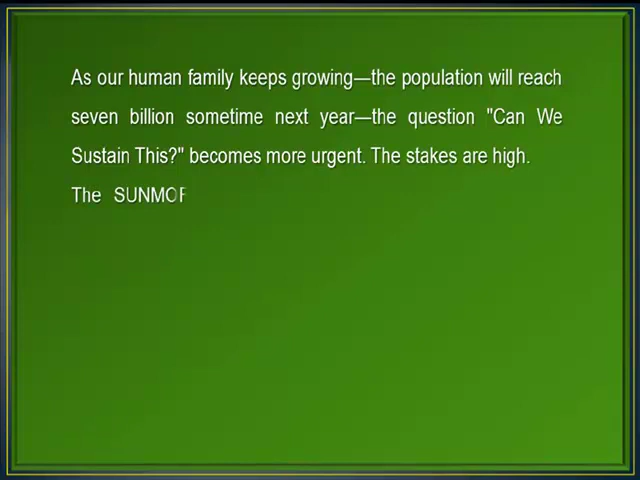 As our human family keeps growing—the population will reach
seven billion sometime next year—the question "Can We
Sustain This?" becomes more urgent. The stakes are high.
The